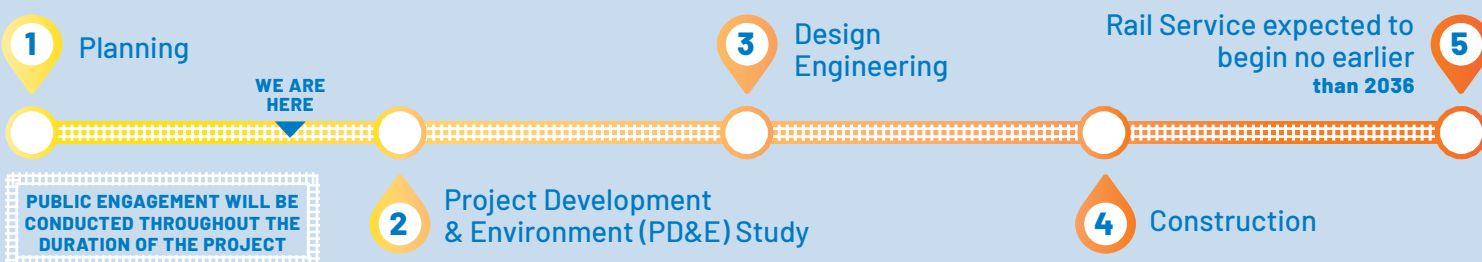 1
Planning
WE ARE
HERE
3
Design
Engineering
Rail Service expected to
begin no earlier
than 2036
5
PUBLIC ENGAGEMENT WILL BE
CONDUCTED THROUGHOUT THE
DURATION OF THE PROJECT
2
Project Development
& Environment (PD&E) Study
4
Construction